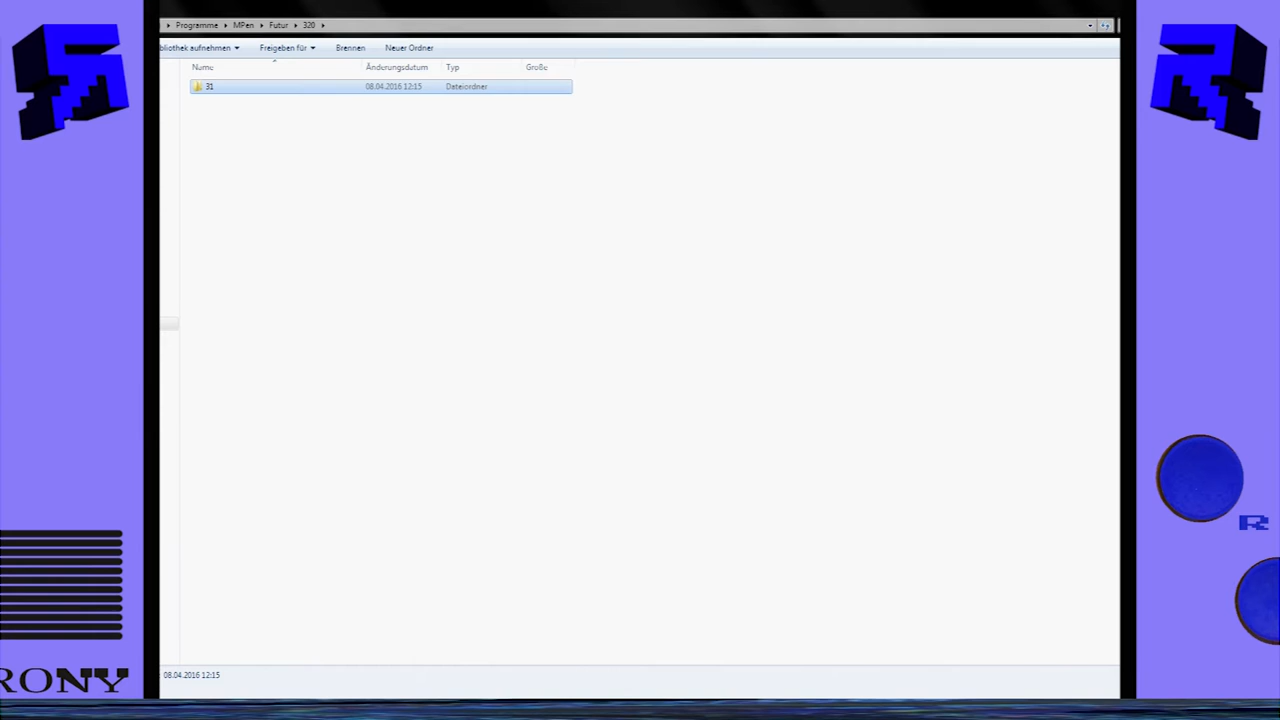 Programme MPen Futur 320
bliothek aufnehmen Freigeben für Brennen Neuer Ordner
Name Änderungsdatum Typ Größe
31 08.04.2016 12:15 Dateiordner
R
RONY
08.04.2016 12:15